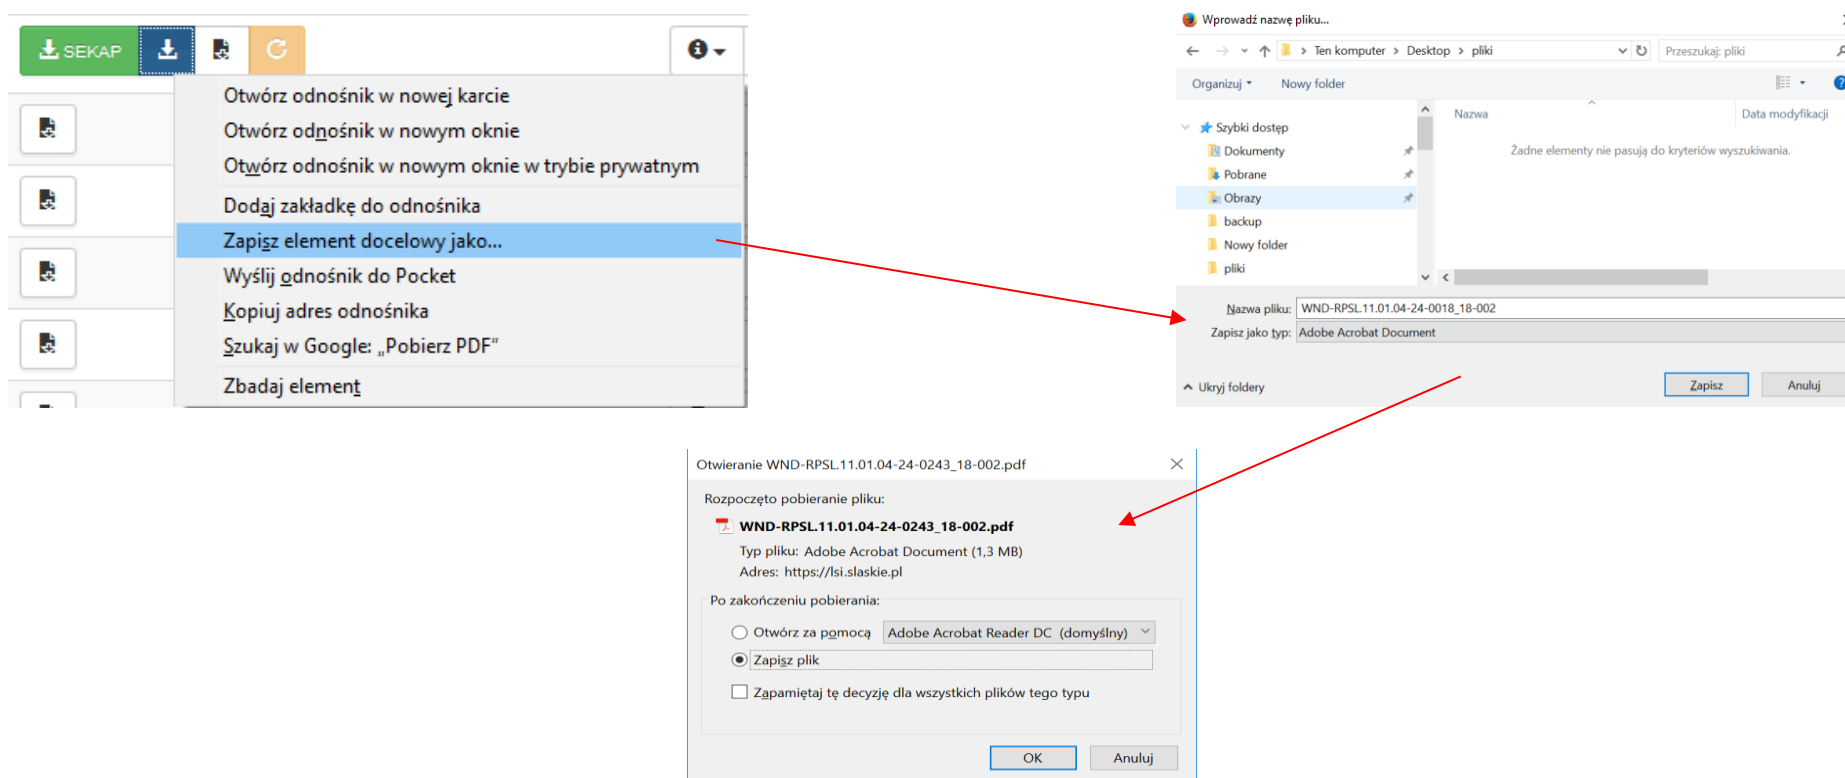 SEKAP
Otwórz odnośnik w nowej karcie
Otwórz odnośnik w nowym oknie
Otwórz odnośnik w nowym oknie w trybie prywatnym
Dodaj zakładkę do odnośnika
Zapisz element docelowy jako...
Wyślij odnośnik do Pocket
Kopiuj adres odnośnika
Szukaj w Google: „Pobierz PDF”
Zbadaj element
Wprowadź nazwę pliku...
Ten komputer > Desktop > pliki
Przeszukaj: pliki
Organizuj
Nowy folder
Nazwa
Data modyfikacji
Szybki dostęp
Dokumenty
Pobrane
Obrazy
backup
Nowy folder
pliki
Żadne elementy nie pasują do kryteriów wyszukiwania.
Nazwa pliku: WND-RPSL.11.01.04-24-0018_18-002
Zapisz jako typ: Adobe Acrobat Document
Ukryj foldery
Zapisz
Anuluj
Otwieranie WND-RPSL.11.01.04-24-0243_18-002.pdf
Rozpoczęto pobieranie pliku:
WND-RPSL.11.01.04-24-0243_18-002.pdf
Typ pliku: Adobe Acrobat Document (1,3 MB)
Adres: https://lsi.slaskie.pl
Po zakończeniu pobierania:
Otwórz za pomocą Adobe Acrobat Reader DC (domyślny)
Zapisz plik
Zapamiętaj tę decyzję dla wszystkich plików tego typu
OK
Anuluj